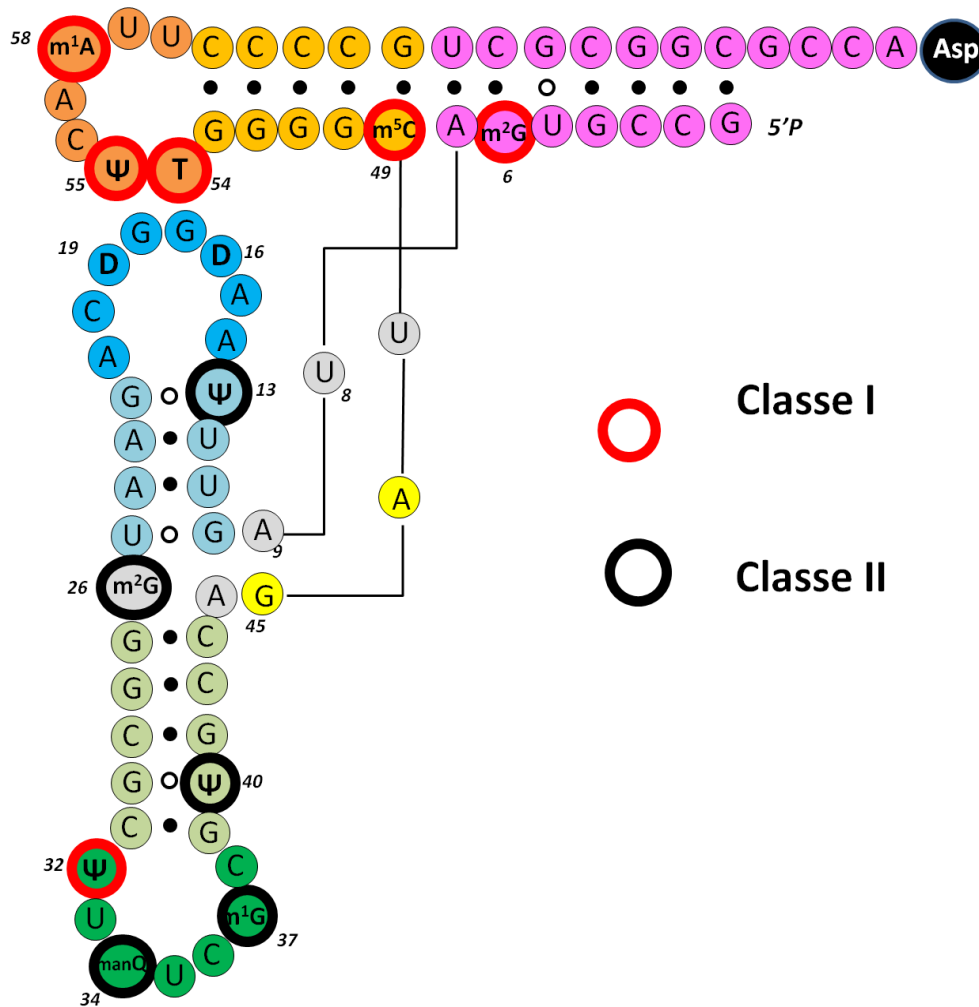 58 m¹A U U C C C C G U C G C G G C G C C A Asp
A
C Ψ T G G G G G m⁵C A m²G U G C C G 5'P
55 54 49 6
19 D G G D 16
C A
A A
G Ψ 13
A U
A U
U G A 9
U 8
U
A
26 m²G A G 45
G C
G C
C G
G Ψ 40
C G
32 Ψ C
U m¹G 37
34 manQ U C
Classe I
Classe II